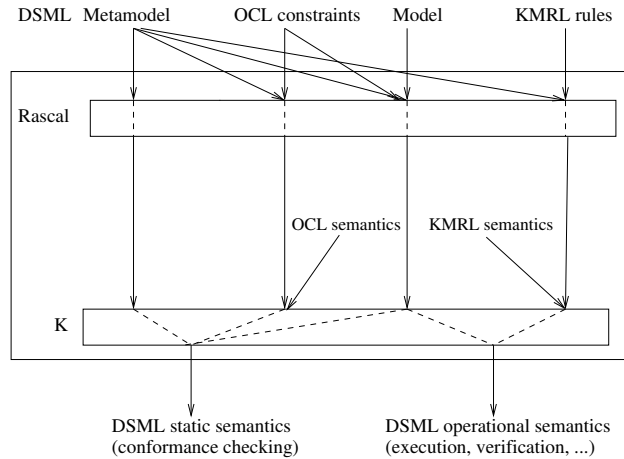 DSML Metamodel OCL constraints Model KMRL rules
Rascal
OCL semantics KMRL semantics
K
DSML static semantics DSML operational semantics
(conformance checking) (execution, verification, ...)